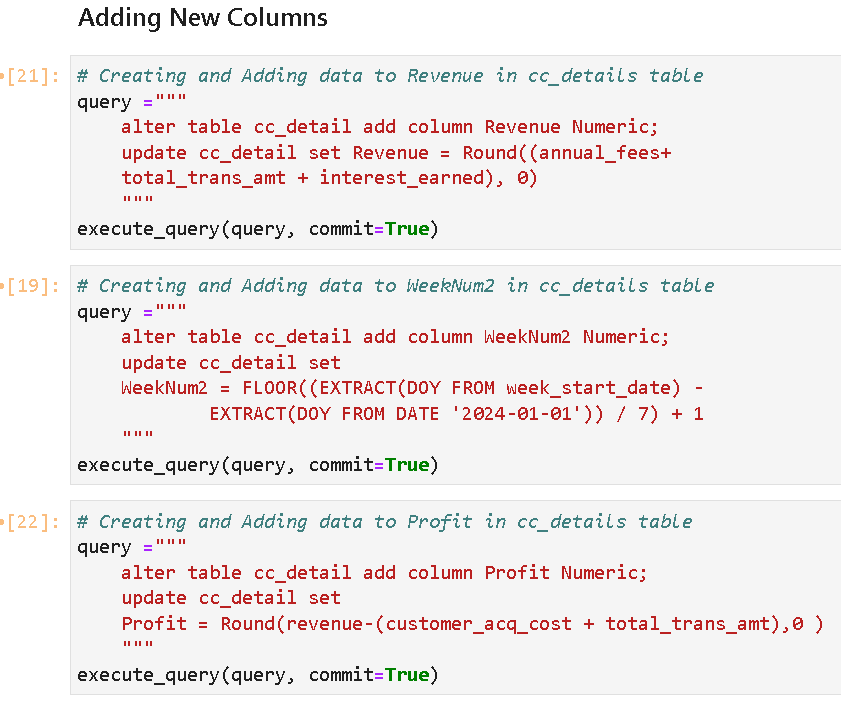 Adding New Columns
•[21]: # Creating and Adding data to Revenue in cc_details table
query ="""
alter table cc_detail add column Revenue Numeric;
update cc_detail set Revenue = Round((annual_fees+
total_trans_amt + interest_earned), 0)
"""
execute_query(query, commit=True)
•[19]: # Creating and Adding data to WeekNum2 in cc_details table
query ="""
alter table cc_detail add column WeekNum2 Numeric;
update cc_detail set
WeekNum2 = FLOOR((EXTRACT(DOY FROM week_start_date) -
EXTRACT(DOY FROM DATE '2024-01-01')) / 7) + 1
"""
execute_query(query, commit=True)
•[22]: # Creating and Adding data to Profit in cc_details table
query ="""
alter table cc_detail add column Profit Numeric;
update cc_detail set
Profit = Round(revenue-(customer_acq_cost + total_trans_amt),0 )
"""
execute_query(query, commit=True)